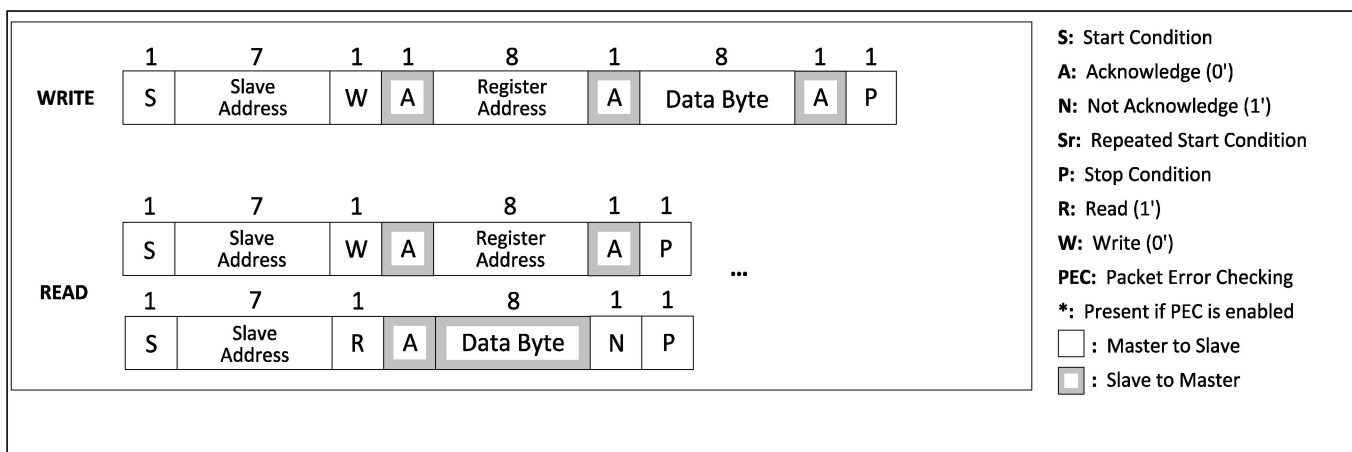 1 7 1 1 8 1 8 1 1
WRITE S Slave Address W A Register Address A Data Byte A P
1 7 1 8 1 1
READ
S Slave Address W A Register Address A P ...
1 7 1 8 1 1
S Slave Address R A Data Byte N P
S: Start Condition
A: Acknowledge (0')
N: Not Acknowledge (1')
Sr: Repeated Start Condition
P: Stop Condition
R: Read (1')
W: Write (0')
PEC: Packet Error Checking
*: Present if PEC is enabled
: Master to Slave
: Slave to Master